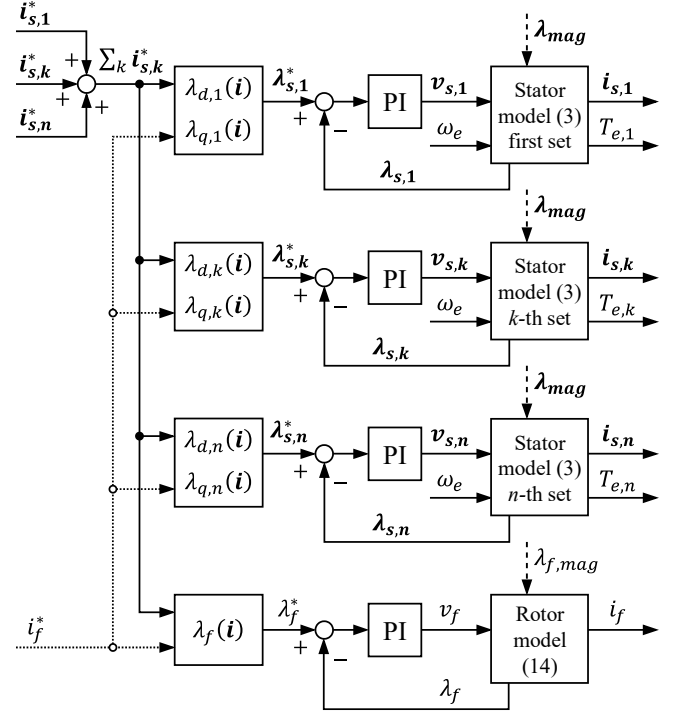 i*s,1
i*s,k
i*s,n
+
+
+
∑k i*s,k
λd,1(i)
λq,1(i)
λ*s,1
+
−
PI
vs,1
ωe
λmag
Stator
model (3)
first set
is,1
Te,1
λs,1
λd,k(i)
λq,k(i)
λ*s,k
+
−
PI
vs,k
ωe
λmag
Stator
model (3)
k-th set
is,k
Te,k
λs,k
λd,n(i)
λq,n(i)
λ*s,n
+
−
PI
vs,n
ωe
λmag
Stator
model (3)
n-th set
is,n
Te,n
λs,n
i*f
λf(i)
λ*f
+
−
PI
vf
λf,mag
Rotor
model
(14)
if
λf